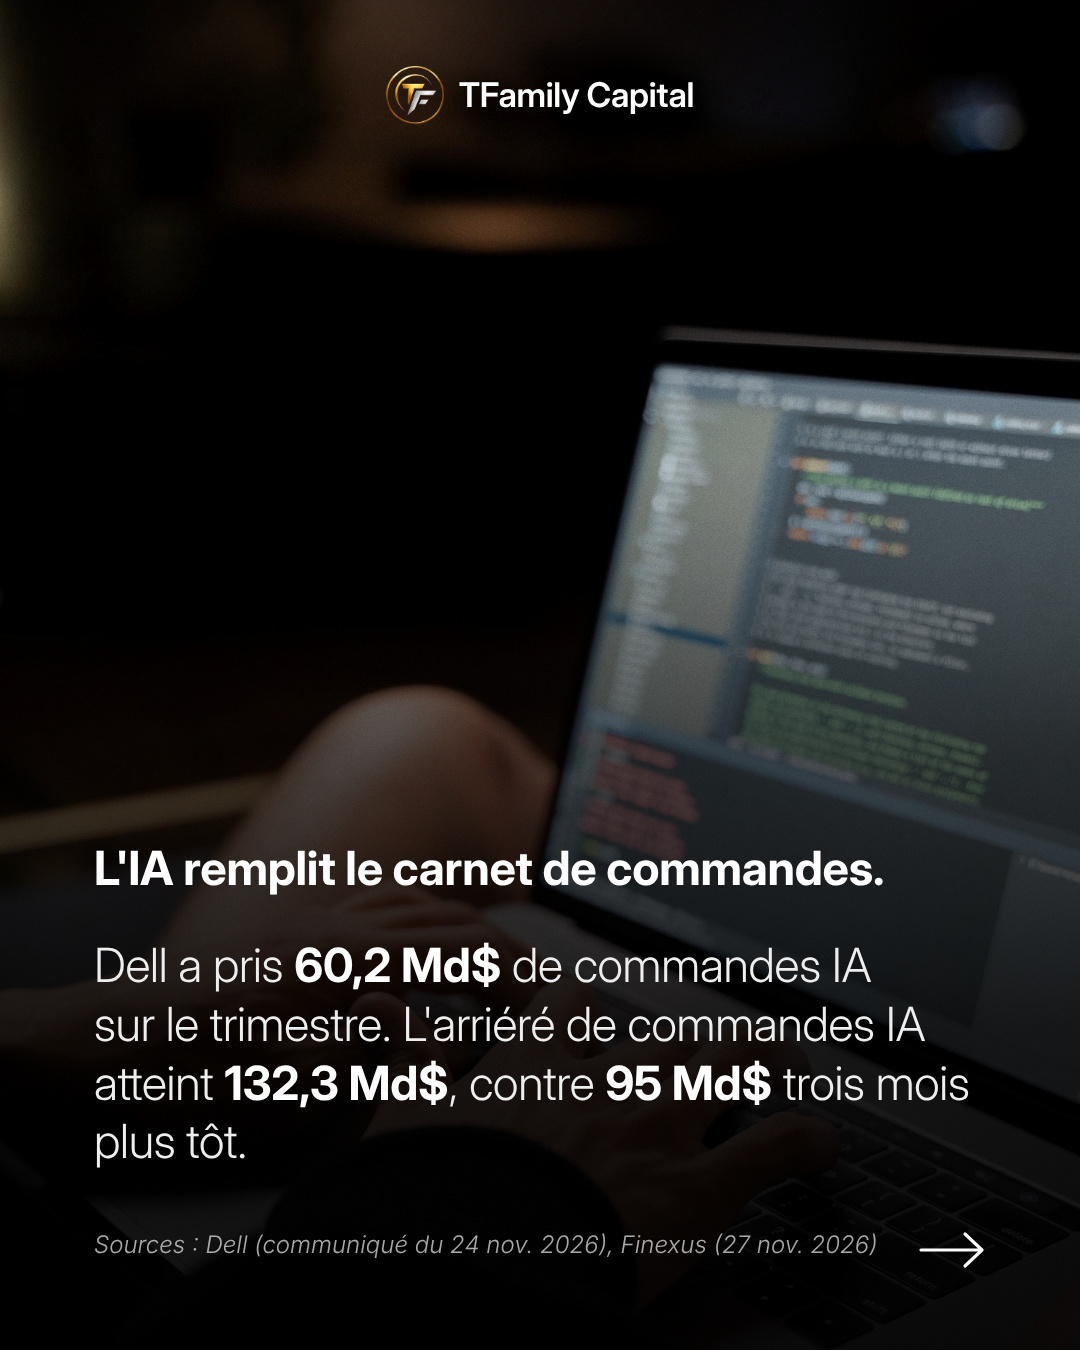 TFamily Capital
L'IA remplit le carnet de commandes.
Dell a pris 60,2 Md$ de commandes IA
sur le trimestre. L'arriéré de commandes IA
atteint 132,3 Md$, contre 95 Md$ trois mois
plus tôt.
Sources : Dell (communiqué du 24 nov. 2026), Finexus (27 nov. 2026)